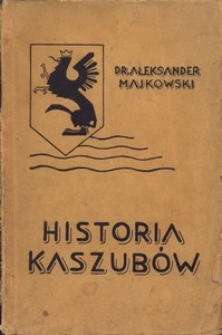 DR. ALEKSANDER
MAJKOWSKI
HISTORIA
KASZUBÓW